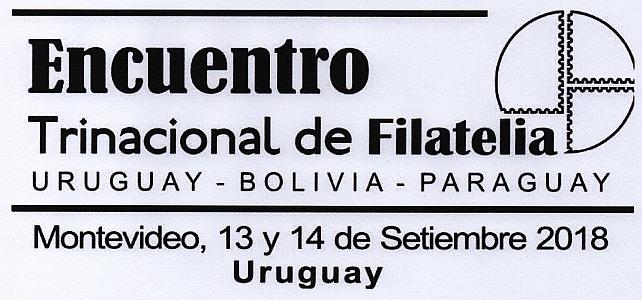 Encuentro
Trinacional de Filatelia
URUGUAY - BOLIVIA - PARAGUAY
Montevideo, 13 y 14 de Setiembre 2018
Uruguay